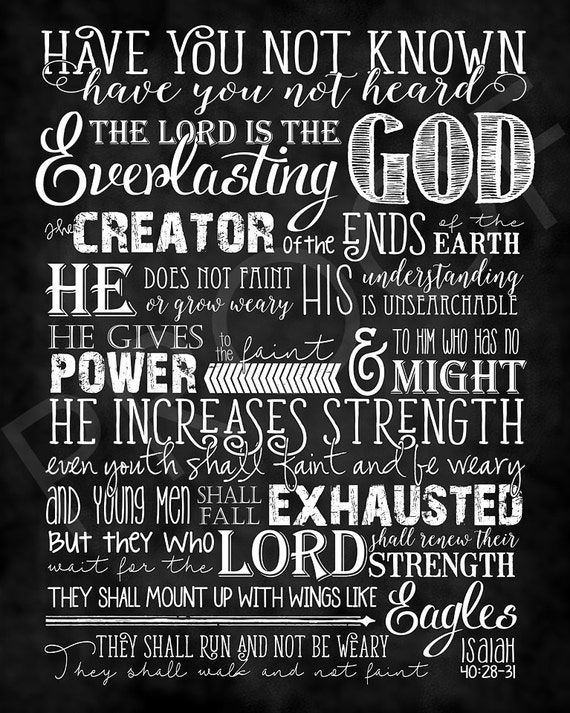 HAVE YOU NOT KNOWN
have you not heard
THE LORD IS THE
Everlasting GOD
the CREATOR of the ENDS of the EARTH
HE DOES NOT FAINT or grow weary HIS understanding IS UNSEARCHABLE
HE GIVES POWER to the faint & TO HIM WHO HAS NO MIGHT
HE INCREASES STRENGTH
even youth shall faint and be weary
and young men SHALL FALL EXHAUSTED
But they who wait for the LORD shall renew their STRENGTH
THEY SHALL MOUNT UP WITH WINGS LIKE Eagles
THEY SHALL RUN AND NOT BE WEARY
They shall walk and not faint
Isaiah
40:28-31
PROOF